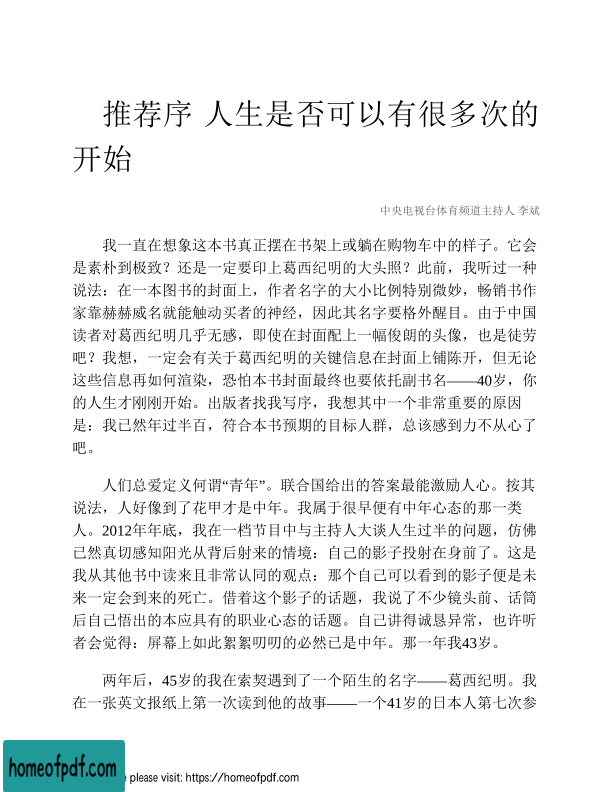 推荐序 人生是否可以有很多次的
开始
中央电视台体育频道主持人 李斌
我一直在想象这本书真正摆在书架上或躺在购物车中的样子。它会
是素朴到极致？还是一定要印上葛西纪明的大头照？此前，我听过一种
说法：在一本图书的封面上，作者名字的大小比例特别微妙，畅销书作
家靠赫赫威名就能触动买者的神经，因此其名字要格外醒目。由于中国
读者对葛西纪明几乎无感，即使在封面配上一幅俊朗的头像，也是徒劳
吧？我想，一定会有关于葛西纪明的关键信息在封面上铺陈开，但无论
这些信息再如何渲染，恐怕本书封面最终也要依托副书名——40岁，你
的人生才刚刚开始。出版者找我写序，我想其中一个非常重要的原因
是：我已然年过半百，符合本书预期的目标人群，总该感到力不从心了
吧。
人们总爱定义何谓“青年”。联合国给出的答案最能激励人心。按其
说法，人好像到了花甲才是中年。我属于很早便有中年心态的那一类
人。2012年年底，我在一档节目中与主持人大谈人生过半的问题，仿佛
已然真切感知阳光从背后射来的情境：自己的影子投射在身前了。这是
我从其他书中读来且非常认同的观点：那个自己可以看到的影子便是未
来一定会到来的死亡。借着这个影子的话题，我说了不少镜头前、话筒
后自己悟出的本应具有的职业心态的话题。自己讲得诚恳异常，也许听
者会觉得：屏幕上如此絮絮叨叨的必然已是中年。那一年我43岁。
两年后，45岁的我在索契遇到了一个陌生的名字——葛西纪明。我
在一张英文报纸上第一次读到他的故事——一个41岁的日本人第七次参
homeofpdf.com
e please visit: https://homeofpdf.com